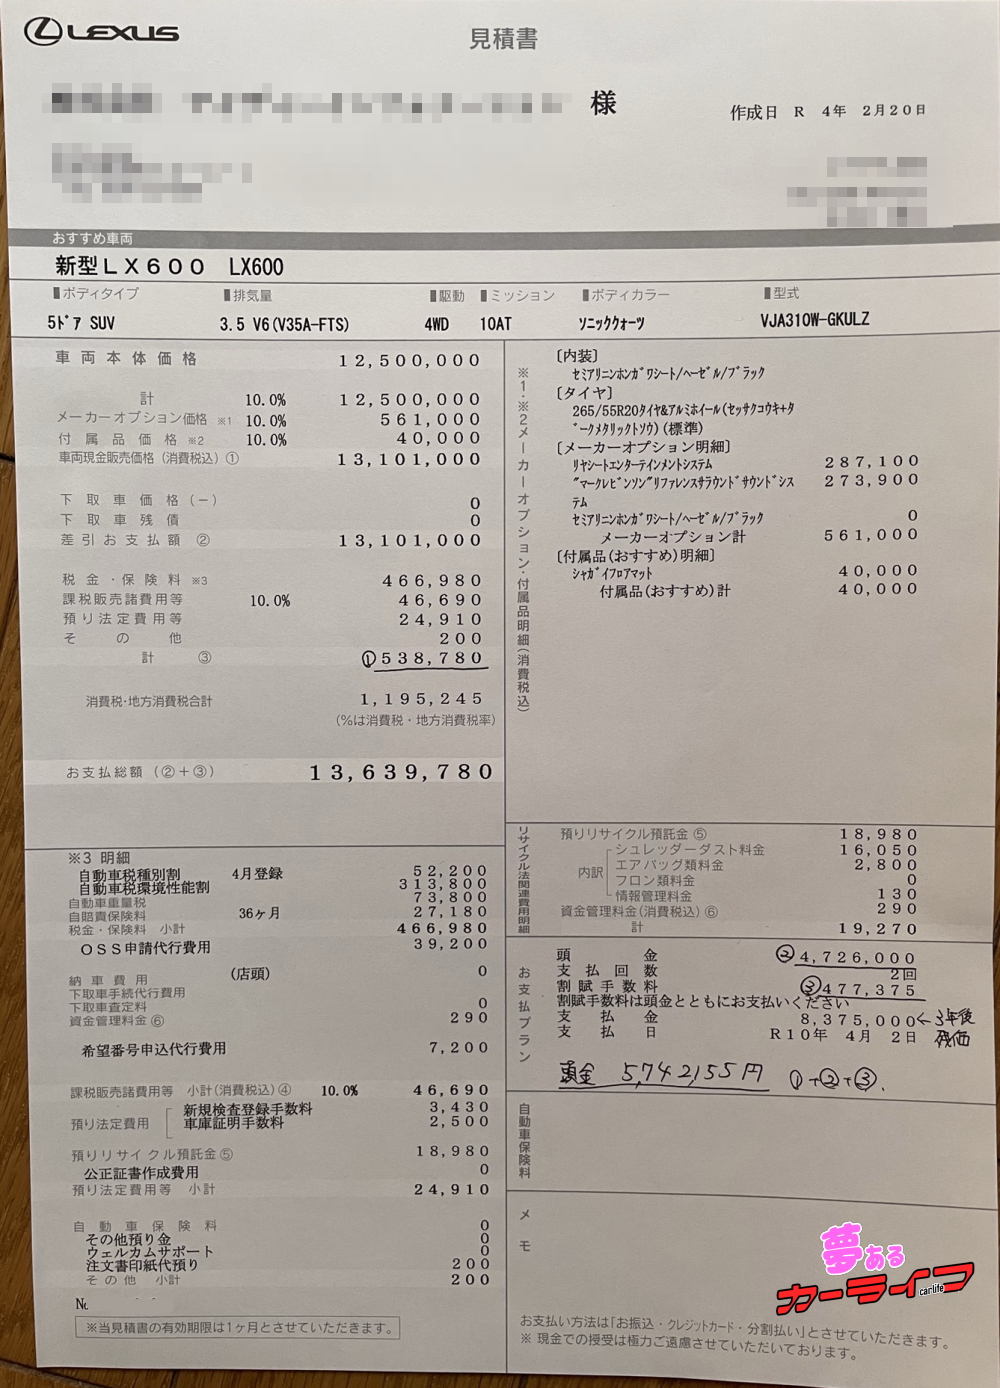 LEXUS
見積書
様
作成日 R 4年 2月20日
おすすめ車両
新型LX600 LX600
ボディタイプ 排気量 駆動 ミッション ボディカラー 型式
5ドア SUV 3.5 V6(V35A-FTS) 4WD 10AT ソニッククォーツ VJA310W-GKULZ
車両本体価格 12,500,000
計 10.0% 12,500,000
メーカーオプション価格 ※1 10.0% 561,000
付属品価格 ※2 10.0% 40,000
車両現金販売価格(消費税込)① 13,101,000
下取車価格(-) 0
下取車残債 0
差引お支払額 ② 13,101,000
税金・保険料 ※3 466,980
課税販売諸費用等 10.0% 46,690
預り法定費用等 24,910
その他 200
計 ③ ①538,780
消費税・地方消費税合計 1,195,245
(%は消費税・地方消費税率)
お支払総額(②+③) 13,639,780
※3 明細
自動車税種別割 4月登録 52,200
自動車税環境性能割 313,800
自動車重量税 73,800
自賠責保険料 36ヶ月 27,180
税金・保険料 小計 466,980
OSS申請代行費用 39,200
納車費用 (店頭) 0
下取車手続代行費用
下取車査定料 0
資金管理料金⑥ 290
希望番号申込代行費用 7,200
課税販売諸費用等 小計(消費税込)④ 10.0% 46,690
預り法定費用 新規検査登録手数料 3,430
車庫証明手数料 2,500
預りリサイクル預託金⑤ 18,980
公正証書作成費用 0
預り法定費用等 小計 24,910
自動車保険料 0
その他預り金 0
ウェルカムサポート 0
注文書印紙代預り 200
その他 小計 200
No.
※当見積書の有効期限は1ヶ月とさせていただきます。
※1・※2メーカーオプション・付属品明細(消費税込)
〔内装〕
セミアニリンホンガワシート/ヘーゼル/ブラック
〔タイヤ〕
265/55R20タイヤ&アルミホイール(セッサクコウキ+ダ
ークメタリックトソウ)(標準)
〔メーカーオプション明細〕
リヤシートエンターテインメントシステム 287,100
"マークレビンソン"リファレンスサラウンドサウンドシス 273,900
テム
セミアニリンホンガワシート/ヘーゼル/ブラック 0
メーカーオプション計 561,000
〔付属品(おすすめ)明細〕
シャガイフロアマット 40,000
付属品(おすすめ)計 40,000
リサイクル法関連費用明細
預りリサイクル預託金⑤ 18,980
シュレッダーダスト料金 16,050
エアバッグ類料金 2,800
内訳 フロン類料金 0
情報管理料金 130
資金管理料金(消費税込)⑥ 290
計 19,270
お支払プラン
頭金 ②4,726,000
支払回数 2回
割賦手数料 ③477,375
割賦手数料は頭金とともにお支払いください
支払金 8,375,000←3年後
支払日 R10年 4月 2日 残価
頭金 5,742,155円 ①+②+③.
自動車保険料
メモ
夢ある
カーライフ
carlife
お支払い方法は「お振込・クレジットカード・分割払い」とさせていただきます。
※ 現金での授受は極力ご遠慮させていただいております。